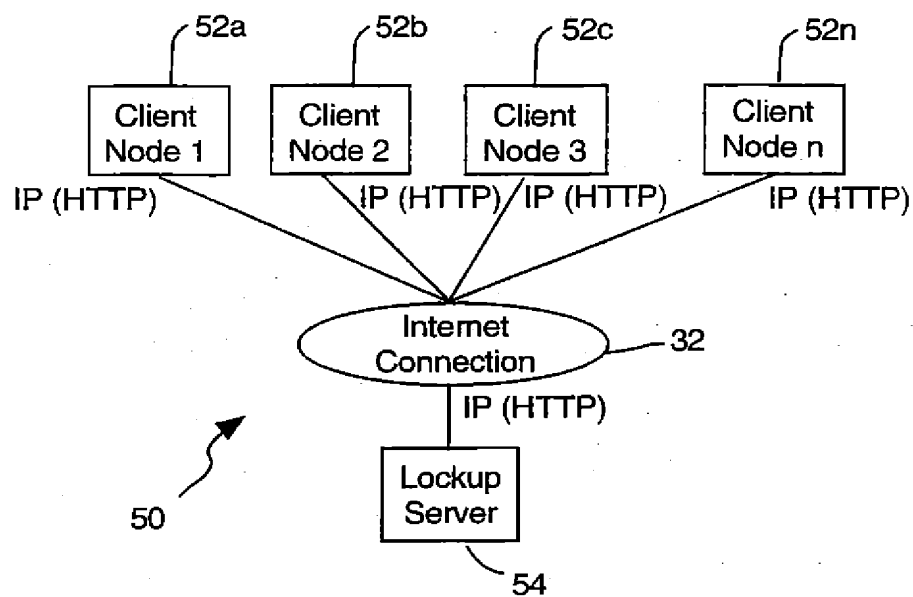 52a
52b
52c
52n
Client
Node 1
Client
Node 2
Client
Node 3
Client
Node n
IP (HTTP)
IP (HTTP)
IP (HTTP)
IP (HTTP)
Internet
Connection
32
IP (HTTP)
50
Lockup
Server
54